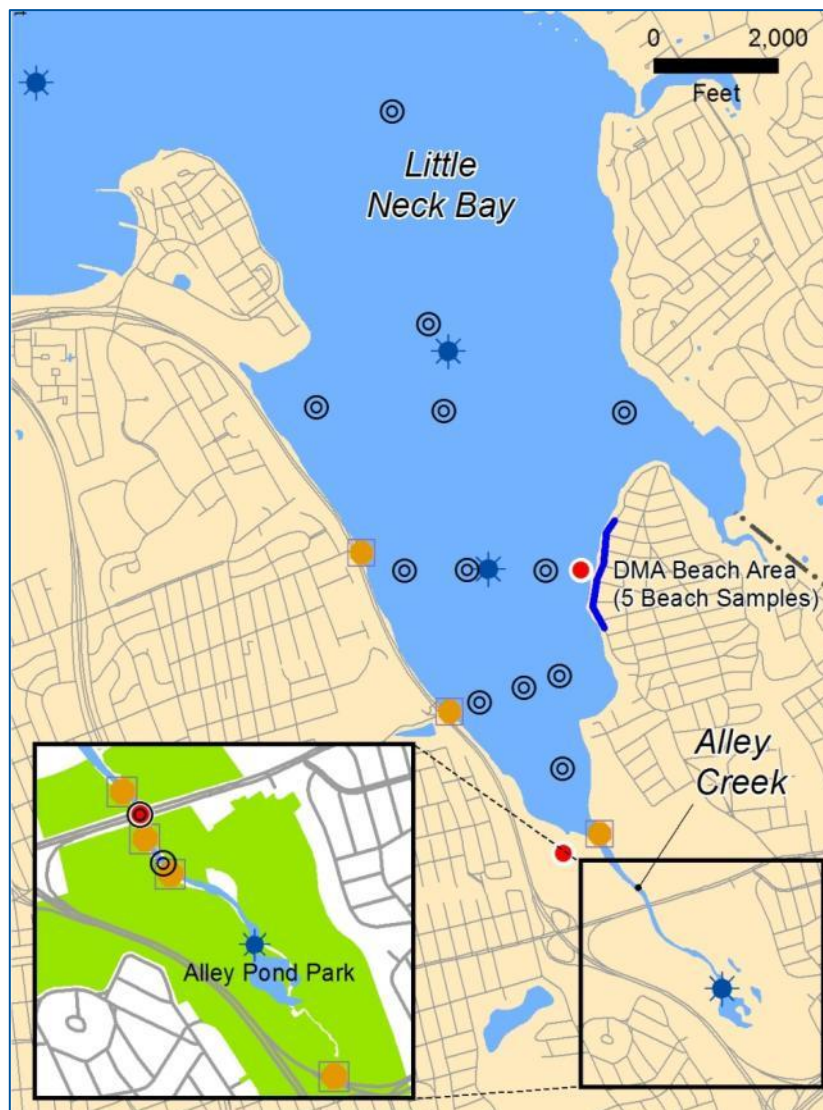 0 2,000
Feet
Little
Neck Bay
DMA Beach Area
(5 Beach Samples)
Alley
Creek
Alley Pond Park